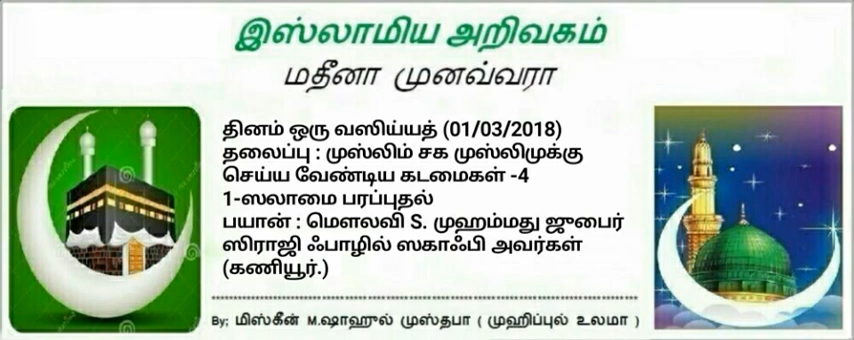 இஸ்லாமிய அறிவகம்
மதீனா முனவ்வரா
தினம் ஒரு வஸிய்யத் (01/03/2018)
தலைப்பு : முஸ்லிம் சக முஸ்லிமுக்கு
செய்ய வேண்டிய கடமைகள் -4
1-ஸலாமை பரப்புதல்
பயான் : மௌலவி S. முஹம்மது ஜுபைர்
ஸிராஜி ஃபாழில் ஸகாஃபி அவர்கள்
(கணியூர்.)
By; மிஸ்கீன் M.ஷாஹுல் முஸ்தபா ( முஹிப்புல் உலமா )